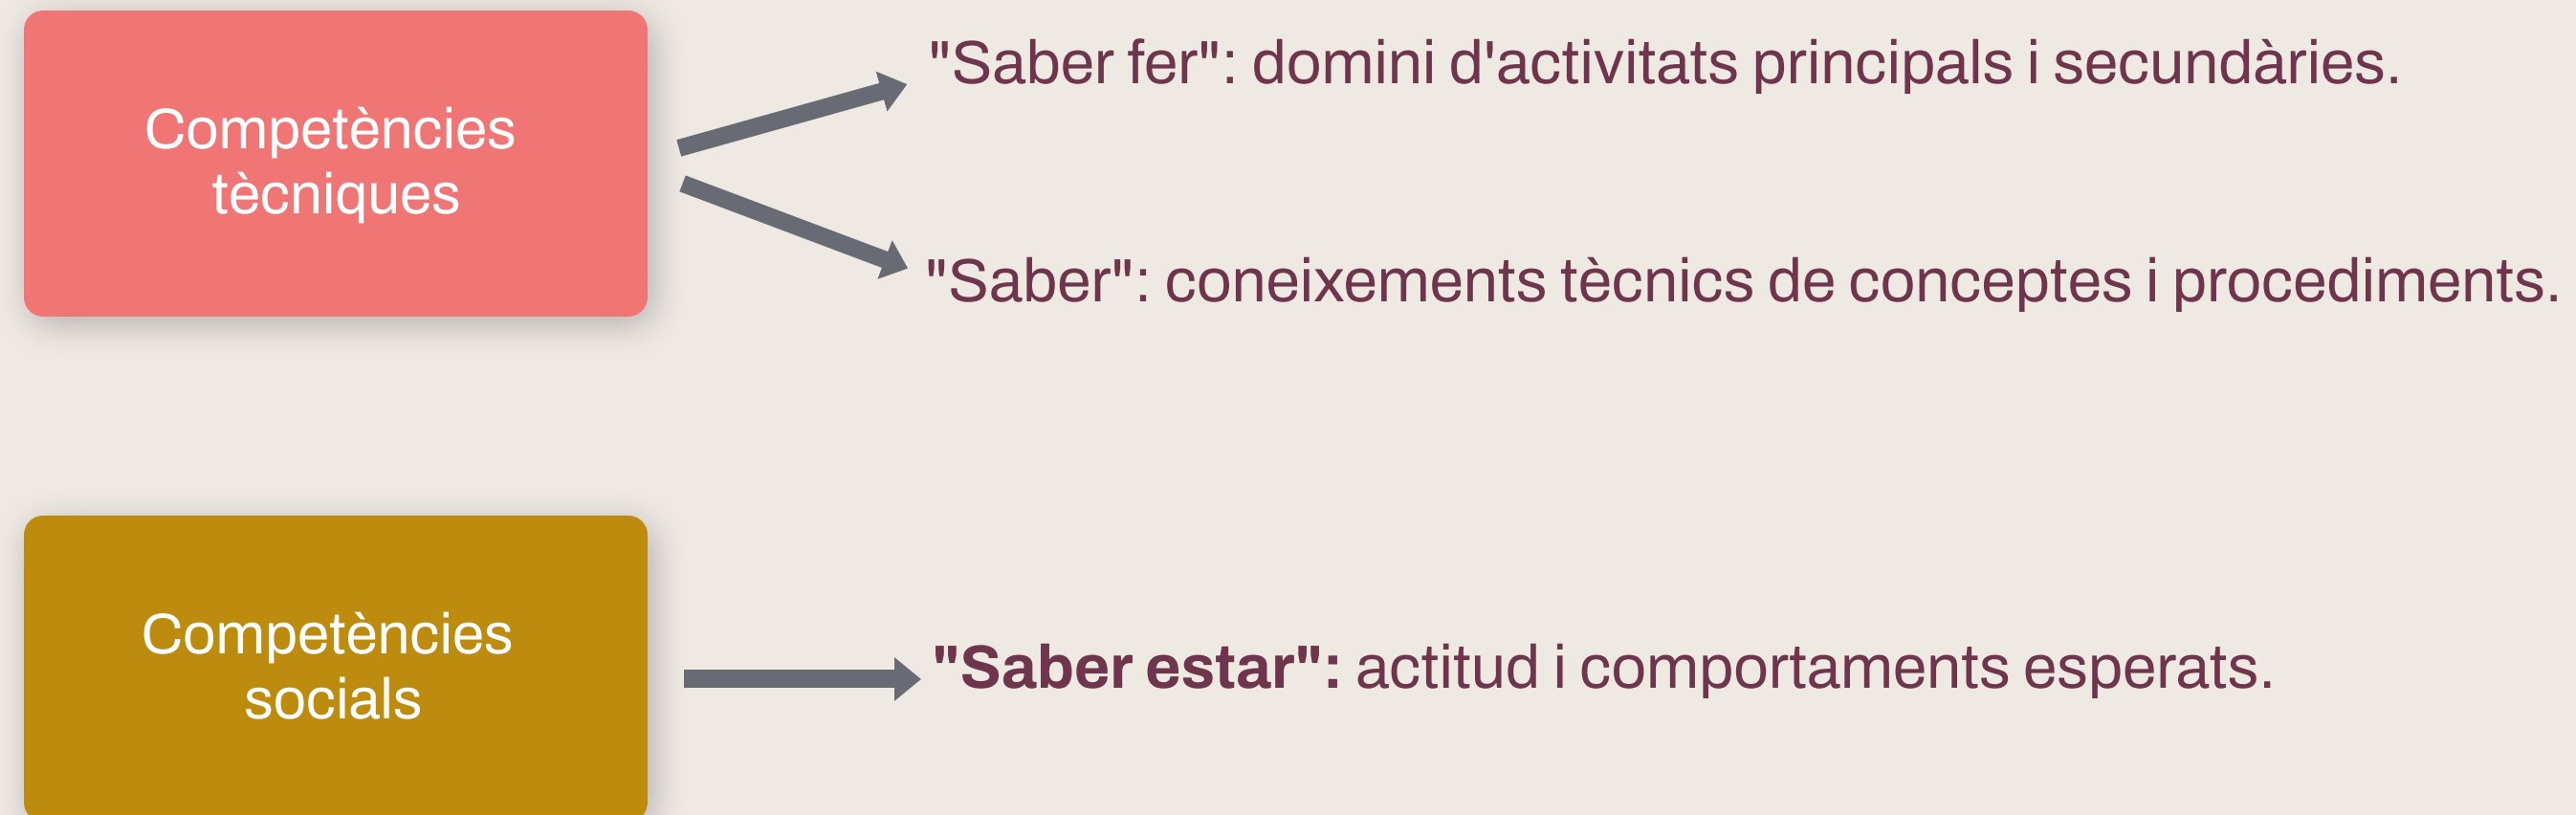 Competències
tècniques
"Saber fer": domini d'activitats principals i secundàries.
"Saber": coneixements tècnics de conceptes i procediments.
Competències
socials
"Saber estar": actitud i comportaments esperats.